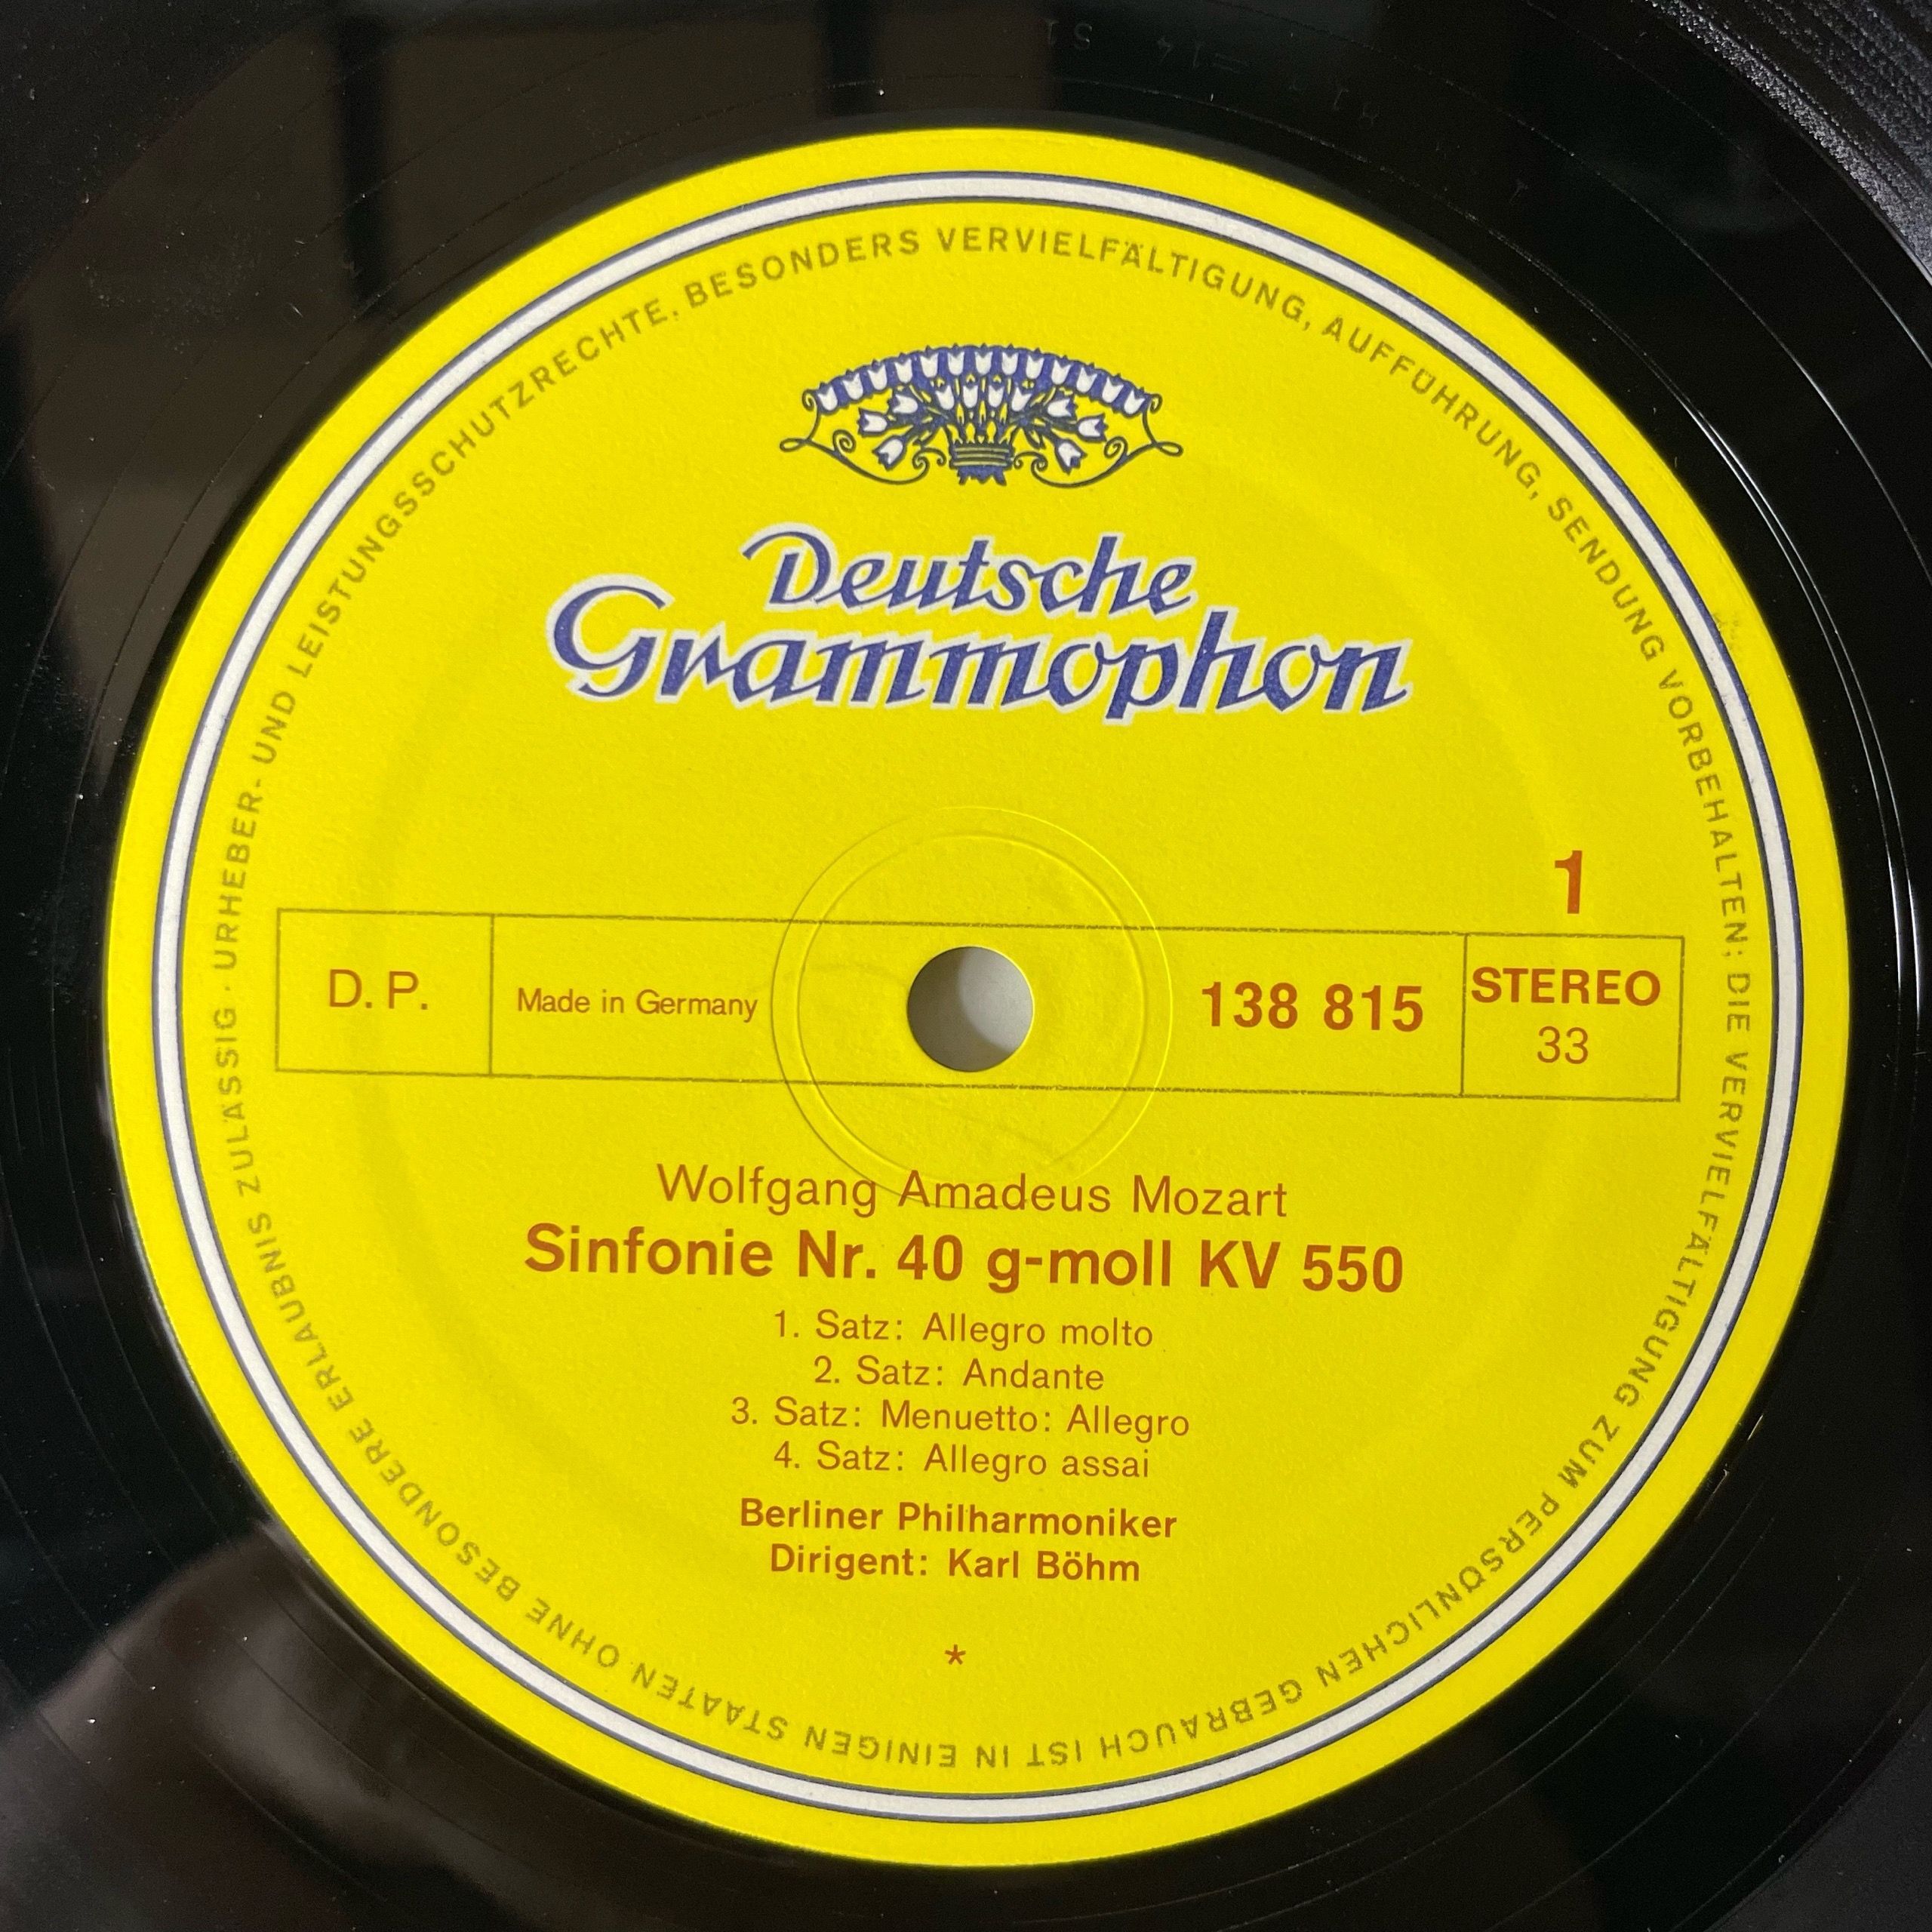 URHEBER- UND LEISTUNGSSCHUTZRECHTE, BESONDERS VERVIELFÄLTIGUNG, AUFFÜHRUNG, SENDUNG VORBEHALTEN; DIE VERVIELFÄLTIGUNG ZUM PERSÖNLICHEN GEBRAUCH IST IN EINIGEN STAATEN OHNE BESONDERE ERLAUBNIS ZULÄSSIG ·
Deutsche
Grammophon
1
D. P.
Made in Germany
138 815
STEREO
33
Wolfgang Amadeus Mozart
Sinfonie Nr. 40 g-moll KV 550
1. Satz: Allegro molto
2. Satz: Andante
3. Satz: Menuetto: Allegro
4. Satz: Allegro assai
Berliner Philharmoniker
Dirigent: Karl Böhm
*